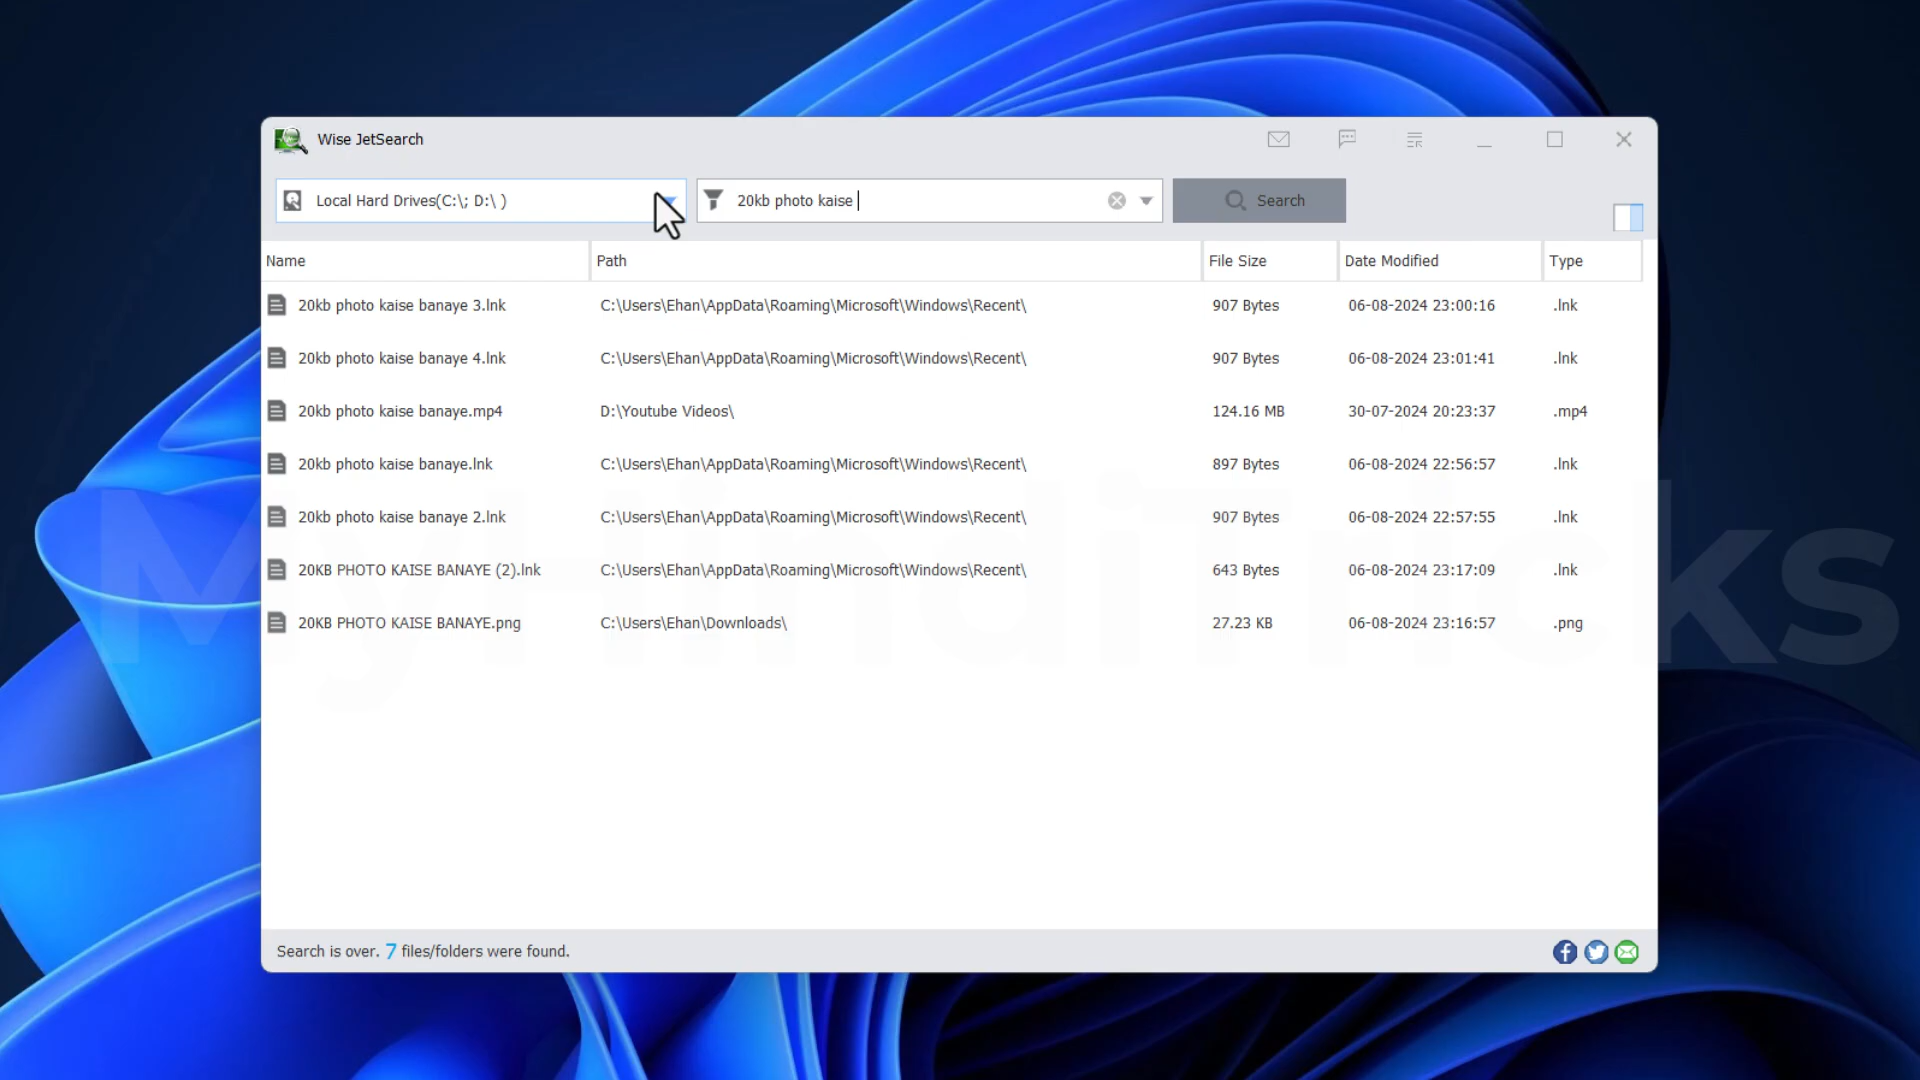 Wise JetSearch
Local Hard Drives(C:\; D:\ )
20kb photo kaise
Search
Name Path File Size Date Modified Type
20kb photo kaise banaye 3.lnk C:\Users\Ehan\AppData\Roaming\Microsoft\Windows\Recent\ 907 Bytes 06-08-2024 23:00:16 .lnk
20kb photo kaise banaye 4.lnk C:\Users\Ehan\AppData\Roaming\Microsoft\Windows\Recent\ 907 Bytes 06-08-2024 23:01:41 .lnk
20kb photo kaise banaye.mp4 D:\Youtube Videos\ 124.16 MB 30-07-2024 20:23:37 .mp4
20kb photo kaise banaye.lnk C:\Users\Ehan\AppData\Roaming\Microsoft\Windows\Recent\ 897 Bytes 06-08-2024 22:56:57 .lnk
20kb photo kaise banaye 2.lnk C:\Users\Ehan\AppData\Roaming\Microsoft\Windows\Recent\ 907 Bytes 06-08-2024 22:57:55 .lnk
20KB PHOTO KAISE BANAYE (2).lnk C:\Users\Ehan\AppData\Roaming\Microsoft\Windows\Recent\ 643 Bytes 06-08-2024 23:17:09 .lnk
20KB PHOTO KAISE BANAYE.png C:\Users\Ehan\Downloads\ 27.23 KB 06-08-2024 23:16:57 .png
MyHindiTricks
Search is over. 7 files/folders were found.